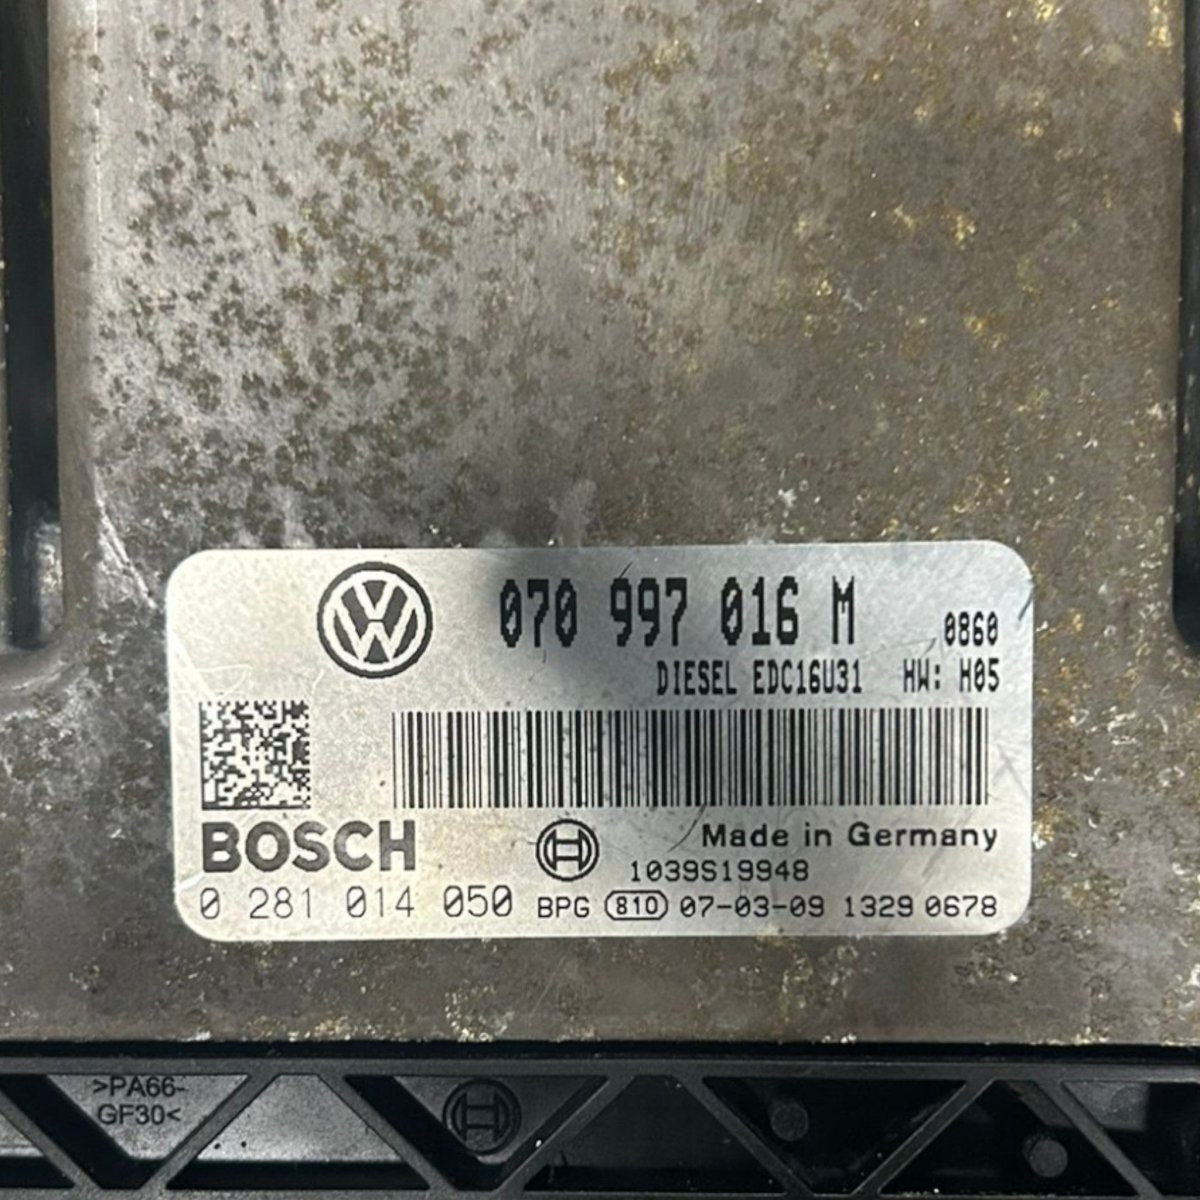 070 997 016 M 0860
DIESEL EDC16U31 HW: H05
BOSCH
Made in Germany
1039S19948
0 281 014 050 BPG 810 07-03-09 1329 0678
>PA66-
GF30<